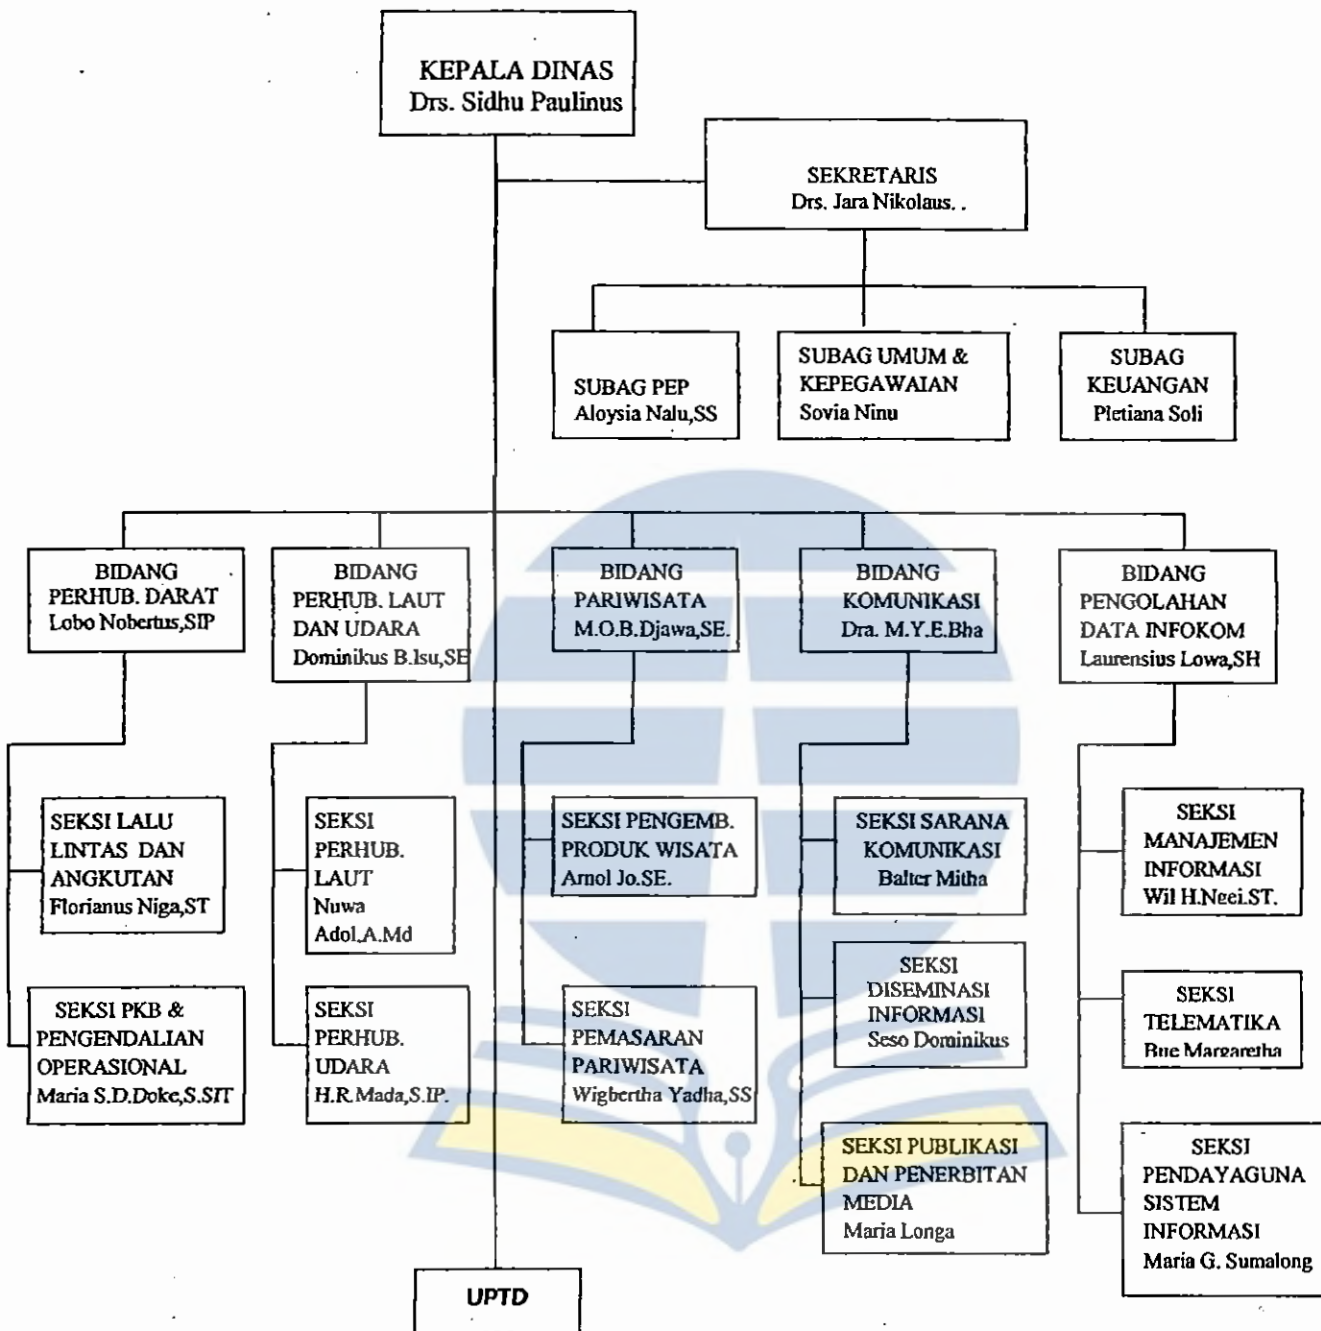 KEPALA DINAS
Drs. Sidhu Paulinus
SEKRETARIS
Drs. Jara Nikolaus. .
SUBAG PEP
Aloysia Nalu,SS
SUBAG UMUM &
KEPEGAWAIAN
Sovia Ninu
SUBAG
KEUANGAN
Pletiana Soli
BIDANG
PERHUB. DARAT
Lobo Nobertus,SIP
BIDANG
PERHUB. LAUT
DAN UDARA
Dominikus B.Isu,SE
BIDANG
PARIWISATA
M.O.B.Djawa,SE.
BIDANG
KOMUNIKASI
Dra. M.Y.E.Bha
BIDANG
PENGOLAHAN
DATA INFOKOM
Laurensius Lowa,SH
SEKSI LALU
LINTAS DAN
ANGKUTAN
Florianus Niga,ST
SEKSI PKB &
PENGENDALIAN
OPERASIONAL
Maria S.D.Doke,S.SIT
SEKSI
PERHUB.
LAUT
Nuwa
Adol.A.Md
SEKSI
PERHUB.
UDARA
H.R.Mada,S.IP.
SEKSI PENGEMB.
PRODUK WISATA
Arnol Jo.SE.
SEKSI
PEMASARAN
PARIWISATA
Wigbertha Yadha,SS
SEKSI SARANA
KOMUNIKASI
Balter Mitha
SEKSI
DISEMINASI
INFORMASI
Seso Dominikus
SEKSI PUBLIKASI
DAN PENERBITAN
MEDIA
Maria Longa
SEKSI
MANAJEMEN
INFORMASI
Wil H.Ngei.ST.
SEKSI
TELEMATIKA
Bue Margaretha
SEKSI
PENDAYAGUNA
SISTEM
INFORMASI
Maria G. Sumalong
UPTD